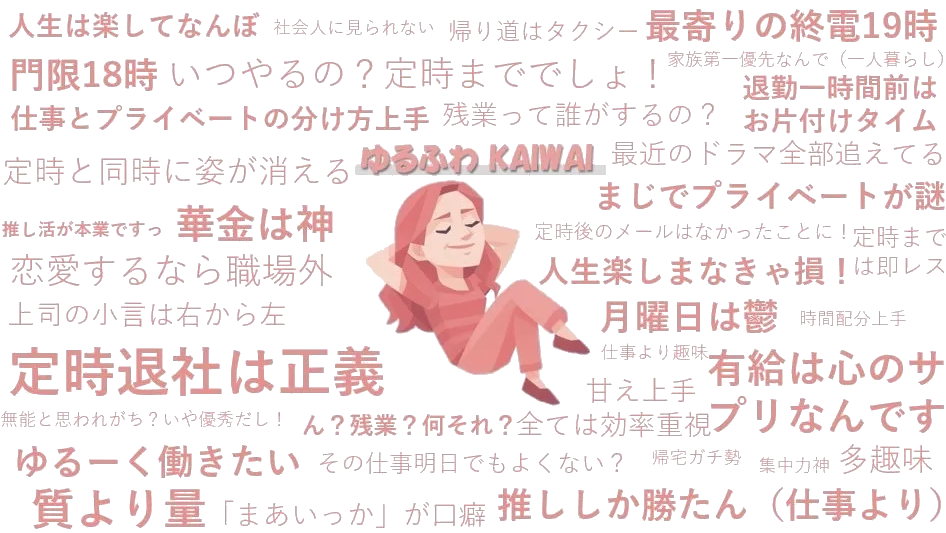 人生は楽してなんぼ
社会人に見られない
帰り道はタクシー
最寄りの終電19時
家族第一優先なんで（一人暮らし）
門限18時
いつやるの？定時まででしょ！
退勤一時間前は
お片付けタイム
仕事とプライベートの分け方上手
残業って誰がするの？
定時と同時に姿が消える
ゆるふわ KAIWAI
最近のドラマ全部追えてる
まじでプライベートが謎
推し活が本業ですっ
華金は神
定時後のメールはなかったことに！
定時まで
は即レス
恋愛するなら職場外
人生楽しまなきゃ損！
上司の小言は右から左
月曜日は鬱
時間配分上手
定時退社は正義
仕事より趣味
有給は心のサ
プリなんです
甘え上手
無能と思われがち？いや優秀だし！
ん？残業？何それ？
全ては効率重視
ゆるーく働きたい
その仕事明日でもよくない？
帰宅ガチ勢
集中力神
多趣味
質より量
「まあいっか」が口癖
推ししか勝たん（仕事より）